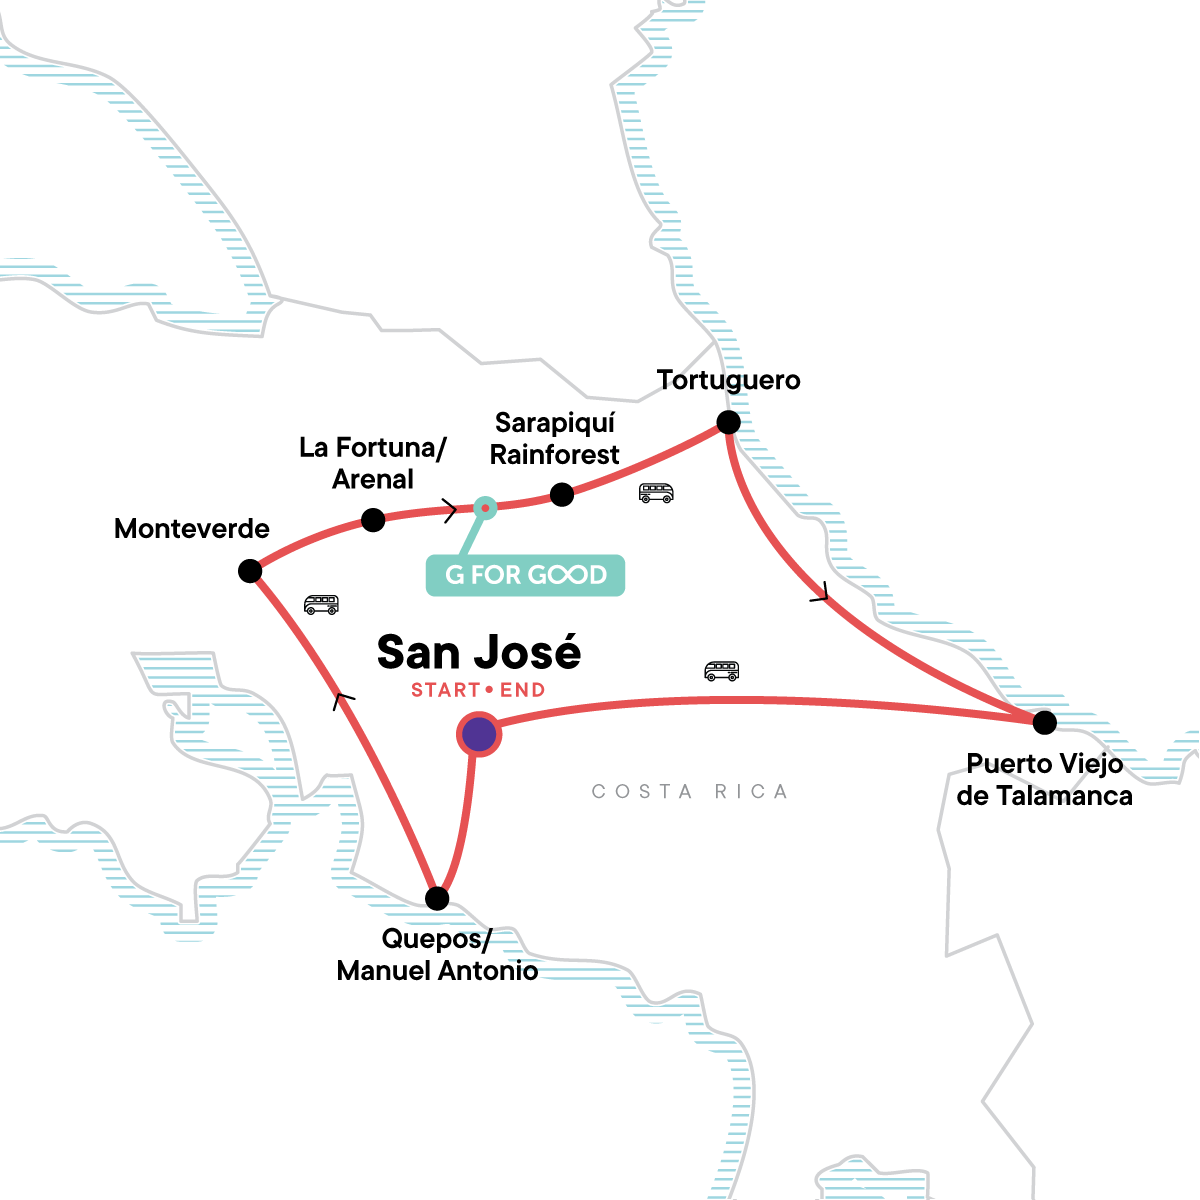 Tortuguero
Sarapiquí
Rainforest
La Fortuna/
Arenal
Monteverde
G FOR GOOD
San José
START • END
Puerto Viejo
de Talamanca
COSTA RICA
Quepos/
Manuel Antonio